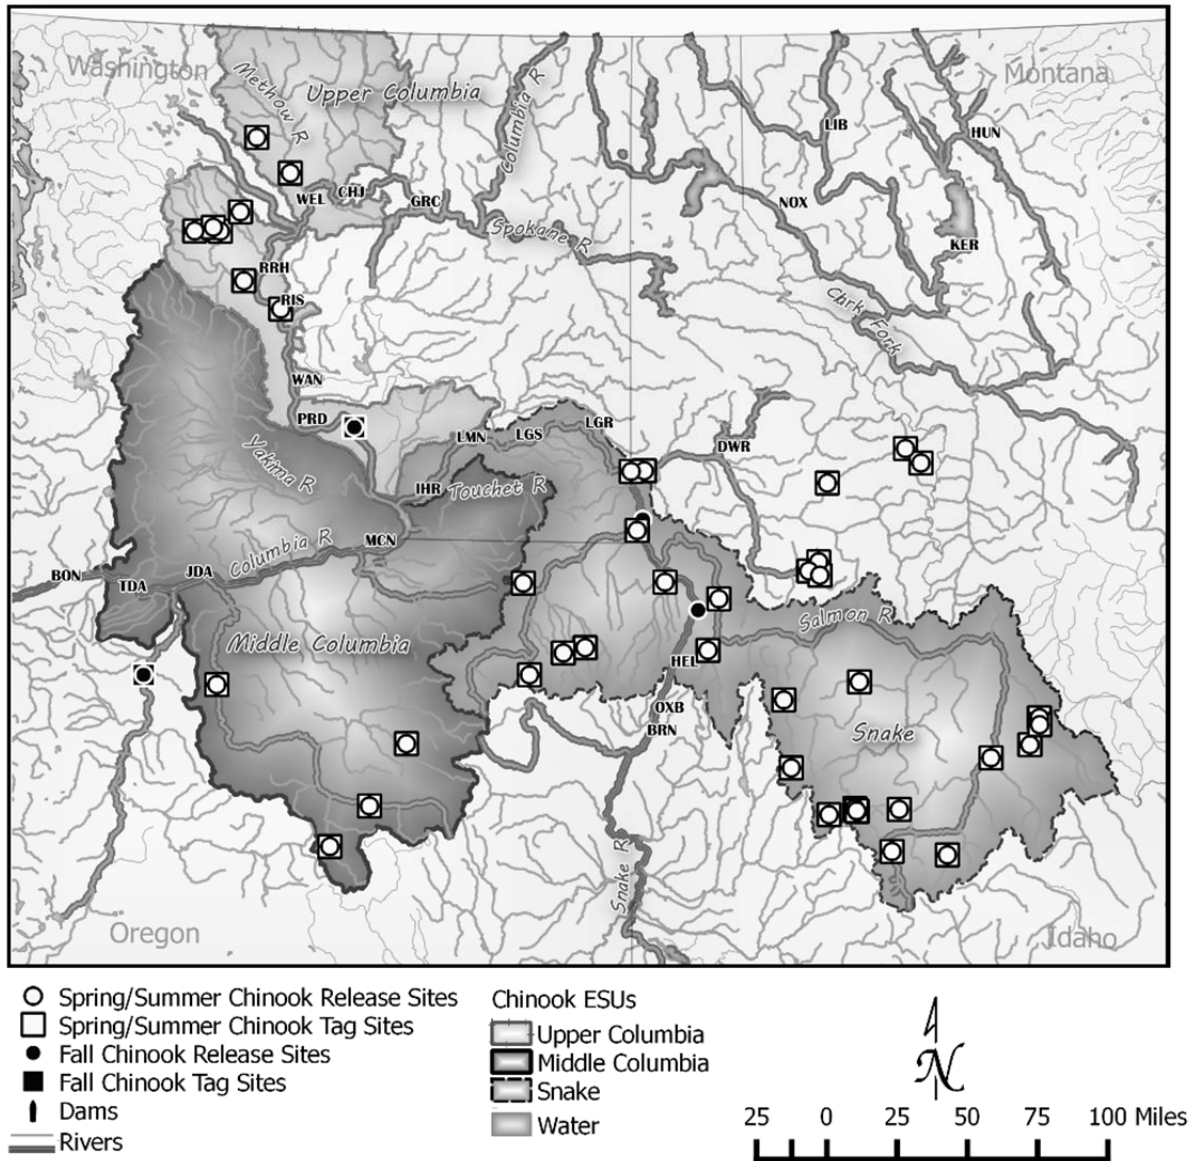 Washington
Montana
Methow R
Upper Columbia
Columbia R
LIB
HUN
WEL
CHJ
GRC
NOX
Spokane R
KER
RRH
RIS
Clark Fork
WAN
PRD
LMN
LGS
LGR
DWR
Yakima R
IHR
Touchet R
MCN
Columbia R
BON
TDA
JDA
Salmon R
Middle Columbia
HEL
OXB
BRN
Snake
Snake R
Oregon
Idaho
Spring/Summer Chinook Release Sites
Spring/Summer Chinook Tag Sites
Fall Chinook Release Sites
Fall Chinook Tag Sites
Dams
Rivers
Chinook ESUs
Upper Columbia
Middle Columbia
Snake
Water
N
25 0 25 50 75 100 Miles